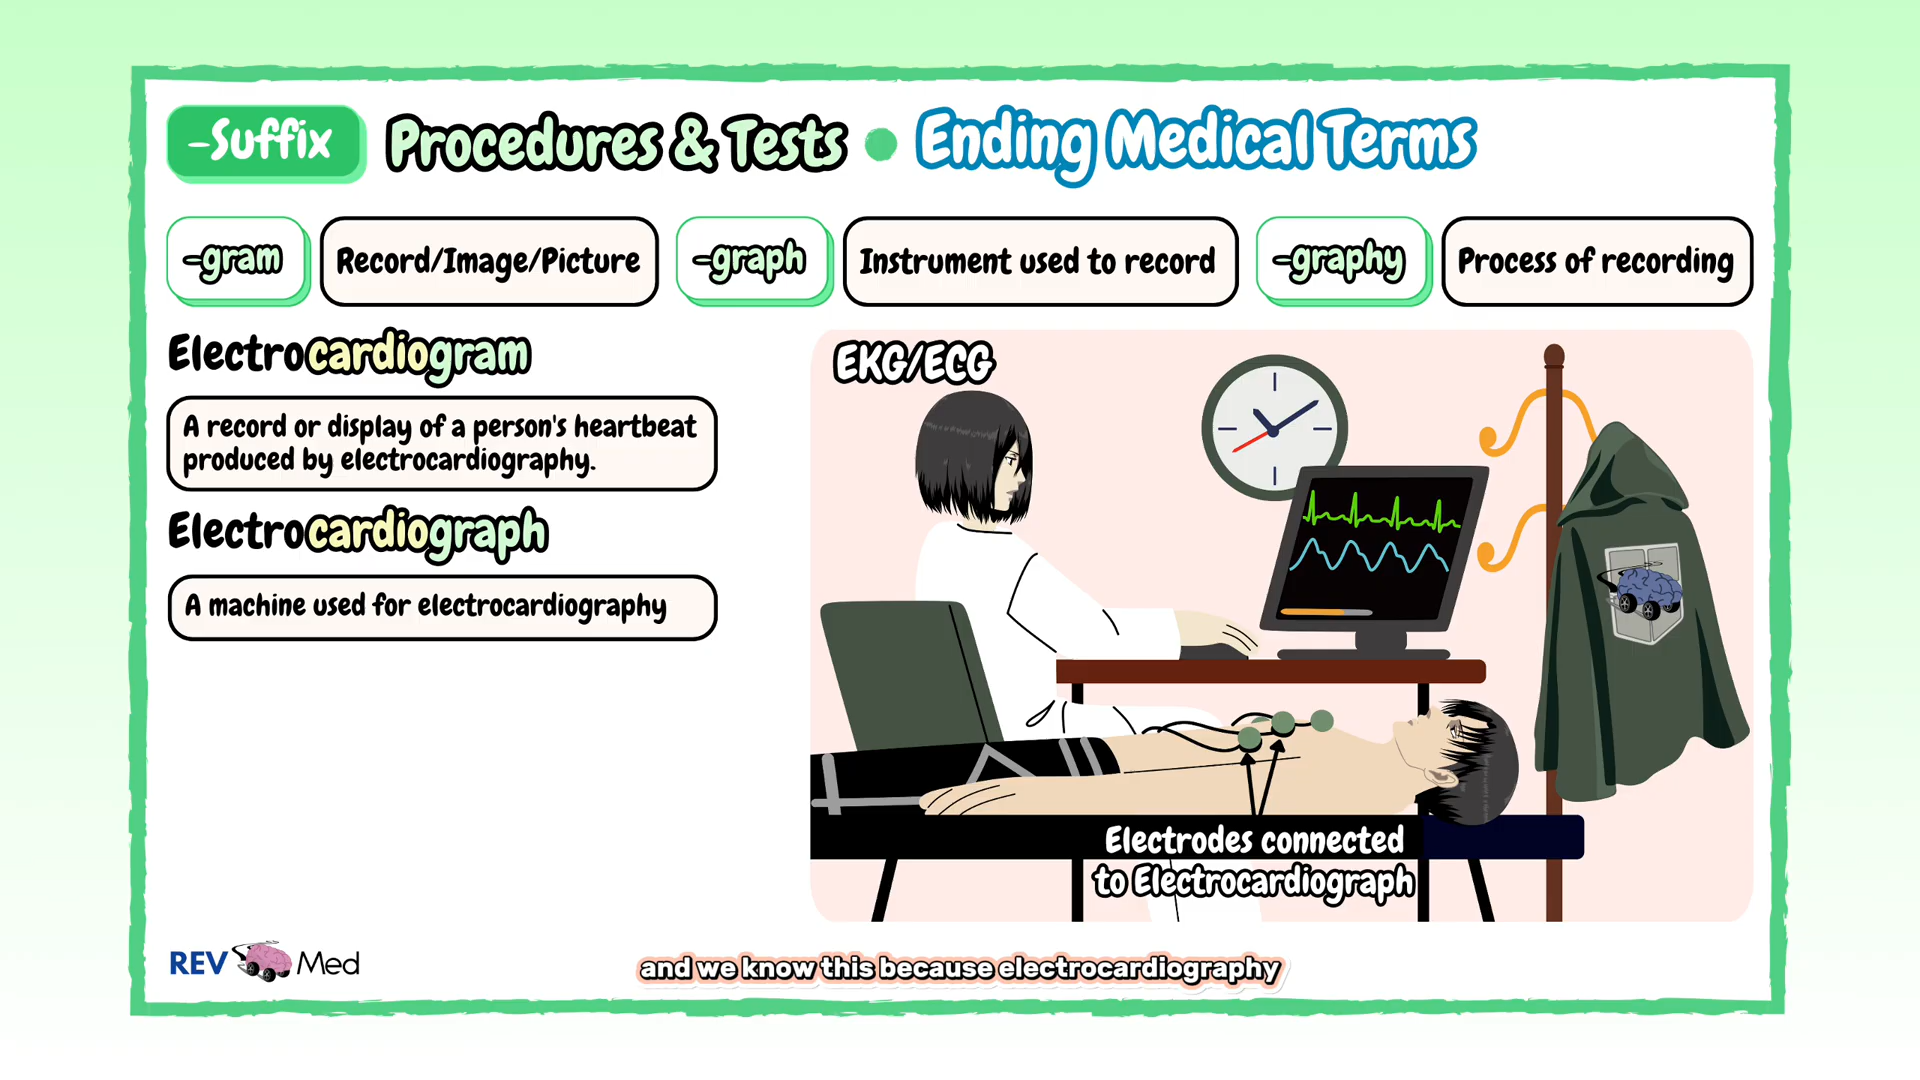 -Suffix Procedures & Tests • Ending Medical Terms
-gram Record/Image/Picture -graph Instrument used to record -graphy Process of recording
Electrocardiogram
A record or display of a person's heartbeat
produced by electrocardiography.
Electrocardiograph
A machine used for electrocardiography
EKG/ECG
Electrodes connected
to Electrocardiograph
REV Med
and we know this because electrocardiography